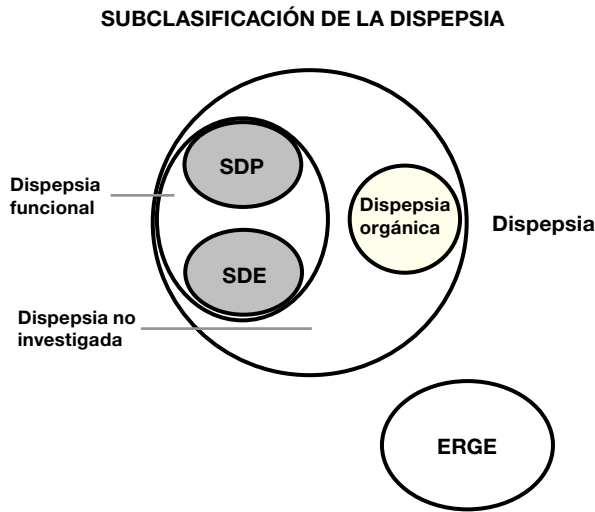 SUBCLASIFICACIÓN DE LA DISPEPSIA
SDP
Dispepsia
funcional
Dispepsia
orgánica
Dispepsia
SDE
Dispepsia no
investigada
ERGE